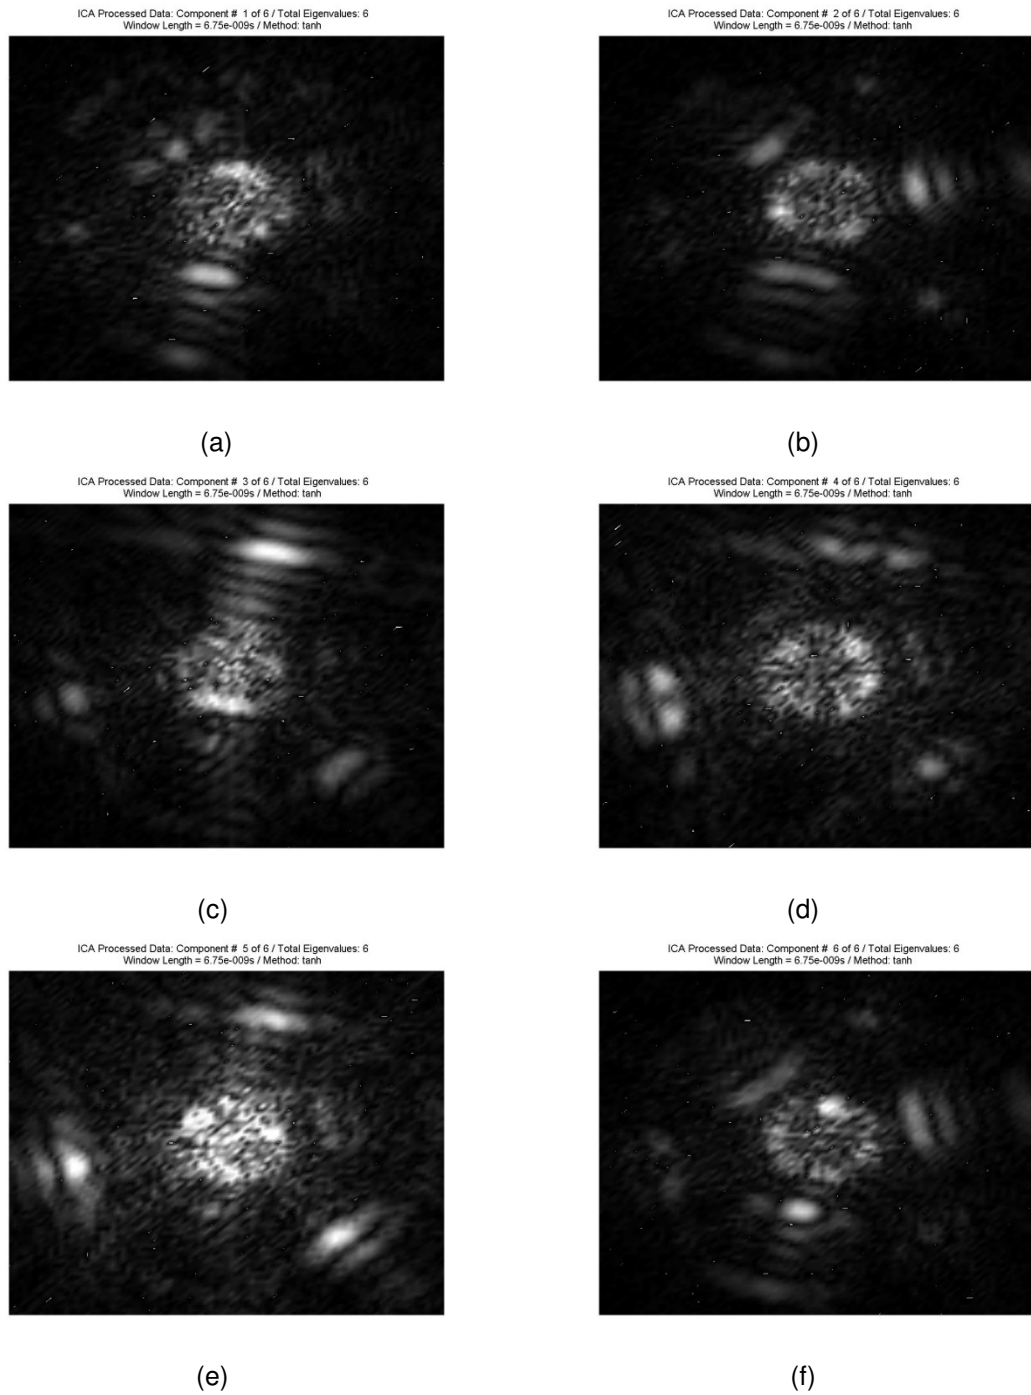 ICA Processed Data: Component # 1 of 6 / Total Eigenvalues: 6
Window Length = 6.75e-009s / Method: tanh
ICA Processed Data: Component # 2 of 6 / Total Eigenvalues: 6
Window Length = 6.75e-009s / Method: tanh
(a)
(b)
ICA Processed Data: Component # 3 of 6 / Total Eigenvalues: 6
Window Length = 6.75e-009s / Method: tanh
ICA Processed Data: Component # 4 of 6 / Total Eigenvalues: 6
Window Length = 6.75e-009s / Method: tanh
(c)
(d)
ICA Processed Data: Component # 5 of 6 / Total Eigenvalues: 6
Window Length = 6.75e-009s / Method: tanh
ICA Processed Data: Component # 6 of 6 / Total Eigenvalues: 6
Window Length = 6.75e-009s / Method: tanh
(e)
(f)